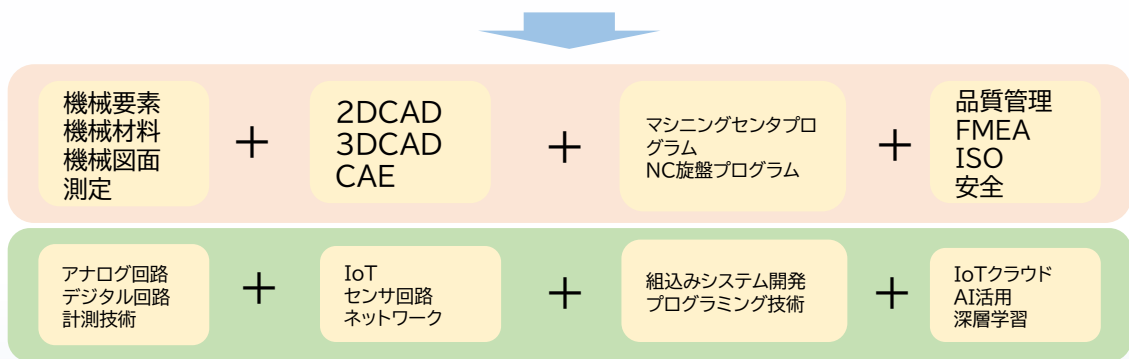 機械要素
機械材料
機械図面
測定
+
2DCAD
3DCAD
CAE
+
マシニングセンタプロ
グラム
NC旋盤プログラム
+
品質管理
FMEA
ISO
安全
アナログ回路
デジタル回路
計測技術
+
IoT
センサ回路
ネットワーク
+
組込みシステム開発
プログラミング技術
+
IoTクラウド
AI活用
深層学習